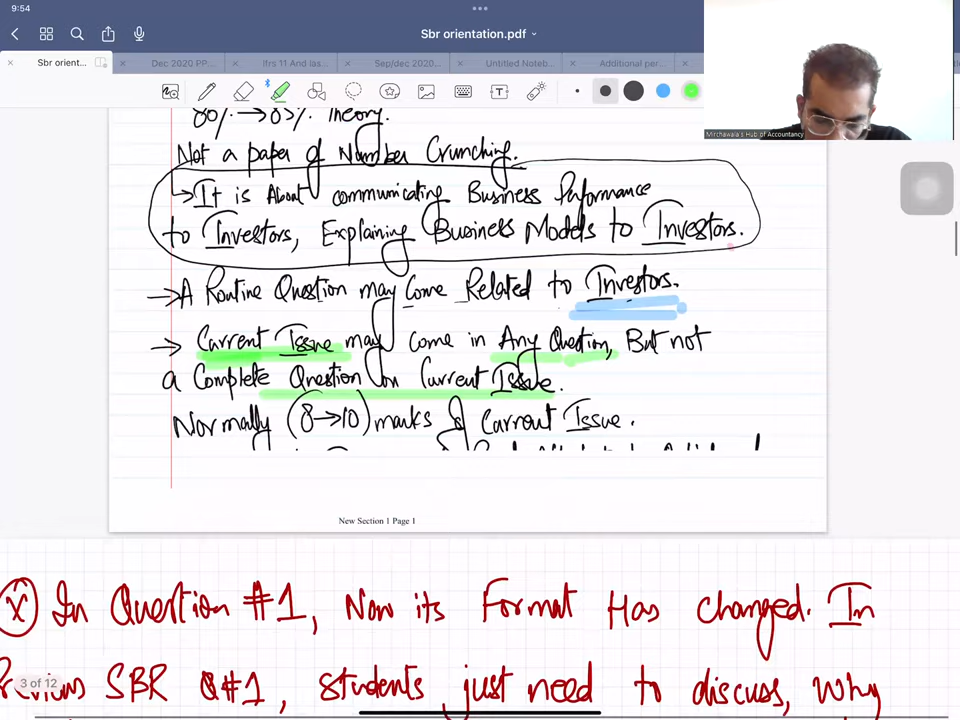 9:54
Sbr orientation.pdf
Sbr orient...
Dec 2020 PP...
Ifrs 11 And Ias...
Sep/dec 2020...
Untitled Noteb...
Additional per...
Mirchawala's Hub of Accountancy
80% → 85% Theory.
Not a paper of Number Crunching.
It is About communicating Business Performance
to Investors, Explaining Business Models to Investors.
→ A Routine Question may Come Related to Investors.
→ Current Issue may come in Any Question, But not
a Complete Question on Current Issue.
Normally (8→10) marks of Current Issue.
New Section 1 Page 1
In Question #1, Now its Format Has changed. In
3 of 12
Previous SBR Q#1, students just need to discuss, Why